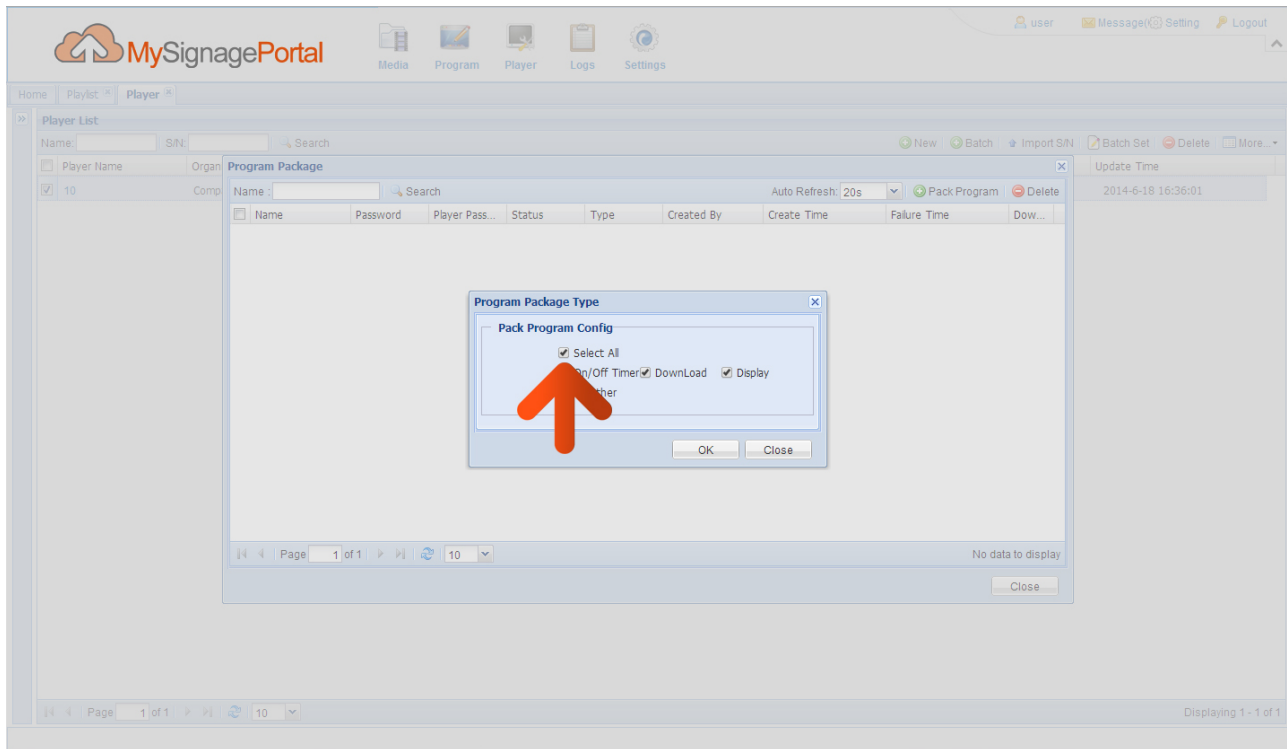 user Message( Setting Logout
MySignagePortal
Media Program Player Logs Settings
Home Playlist Player
Player List
Name: S/N: Search New Batch Import S/N Batch Set Delete More...
Player Name Organ Update Time
10 Comp 2014-6-18 16:36:01
Program Package
Name : Search Auto Refresh: 20s Pack Program Delete
Name Password Player Pass... Status Type Created By Create Time Failure Time Dow...
Program Package Type
Pack Program Config
Select All
On/Off Timer DownLoad Display
OK Close
Page 1 of 1 10 No data to display
Close
Page 1 of 1 10 Displaying 1 - 1 of 1